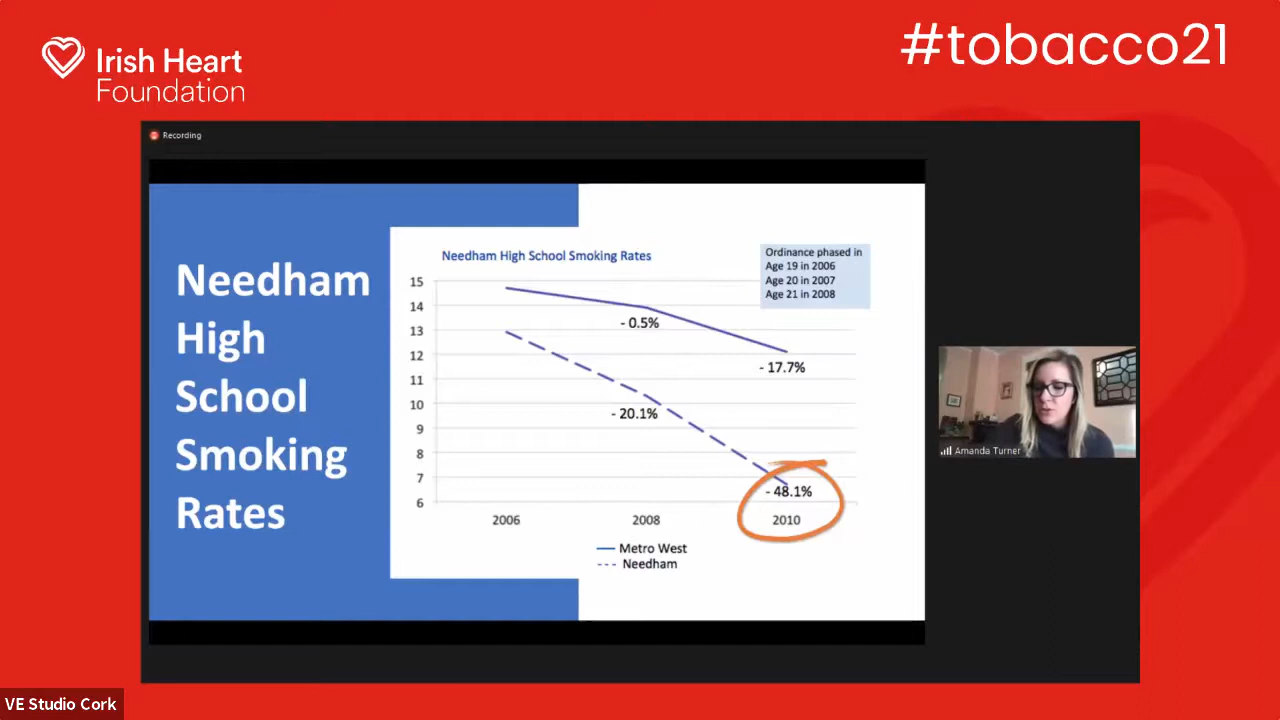 Irish Heart
Foundation
#tobacco21
Recording
Needham
High
School
Smoking
Rates
Needham High School Smoking Rates
Ordinance phased in
Age 19 in 2006
Age 20 in 2007
Age 21 in 2008
15
14
13
12
11
10
9
8
7
6
- 0.5%
- 17.7%
- 20.1%
- 48.1%
2006 2008 2010
Metro West
Needham
Amanda Turner
VE Studio Cork